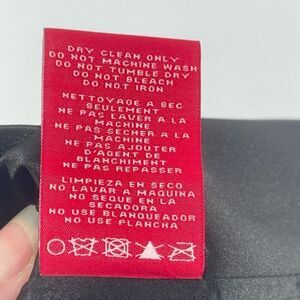 DRY CLEAN ONLY
DO NOT MACHINE WASH
DO NOT TUMBLE DRY
DO NOT BLEACH
DO NOT IRON
NETTOYAGE A SEC
SEULEMENT
NE PAS LAVER A LA
MACHINE
NE PAS SECHER A LA
MACHINE
NE PAS AJOUTER
D'AGENT DE
BLANCHIMENT
NE PAS REPASSER
LIMPIEZA EN SECO
NO LAVAR A MAQUINA
NO SEQUE EN LA
SECADORA
NO USE BLANQUEADOR
NO USE PLANCHA